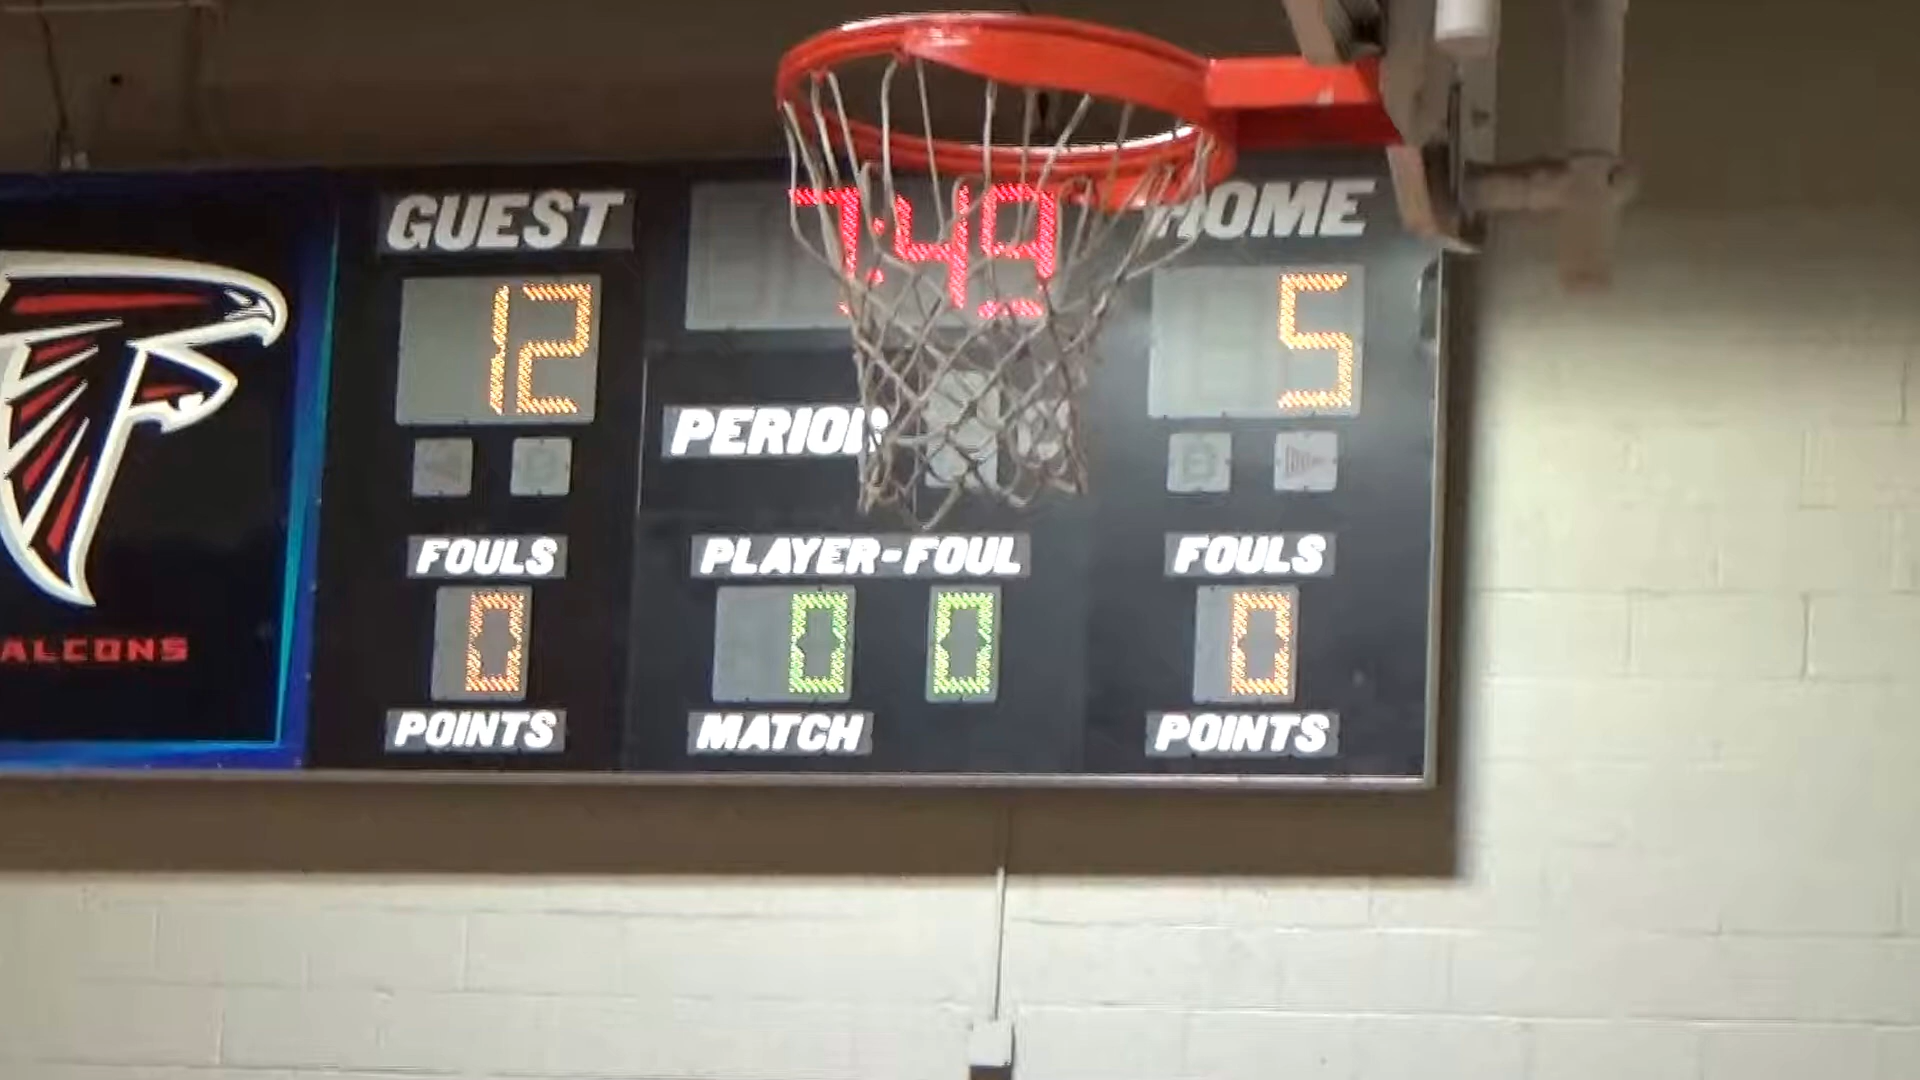 GUEST 7:49 HOME
12 5
PERIOD
FOULS PLAYER-FOUL FOULS
0 0 0 0
ALCONS
POINTS MATCH POINTS